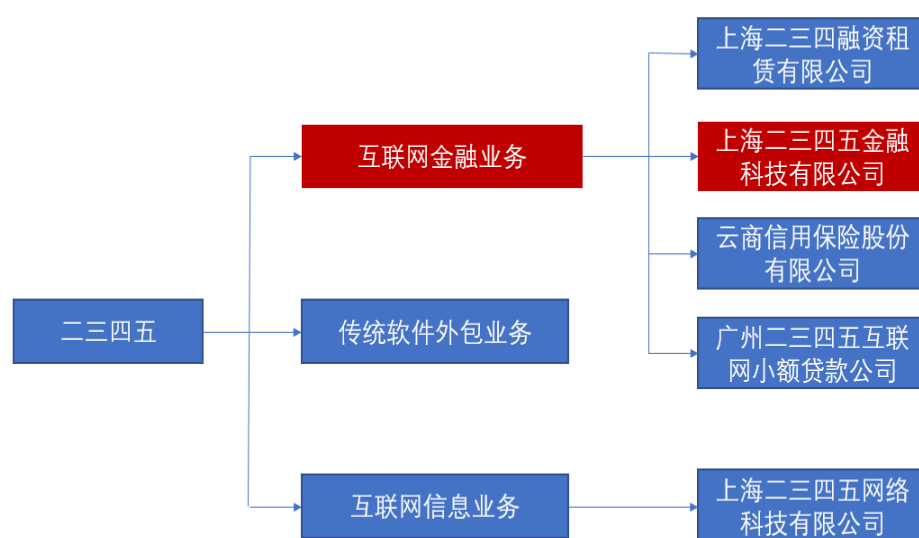 上海二三四融资租
赁有限公司
互联网金融业务
上海二三四五金融
科技有限公司
云商信用保险股份
有限公司
二三四五
传统软件外包业务
广州二三四五互联
网小额贷款公司
互联网信息业务
上海二三四五网络
科技有限公司